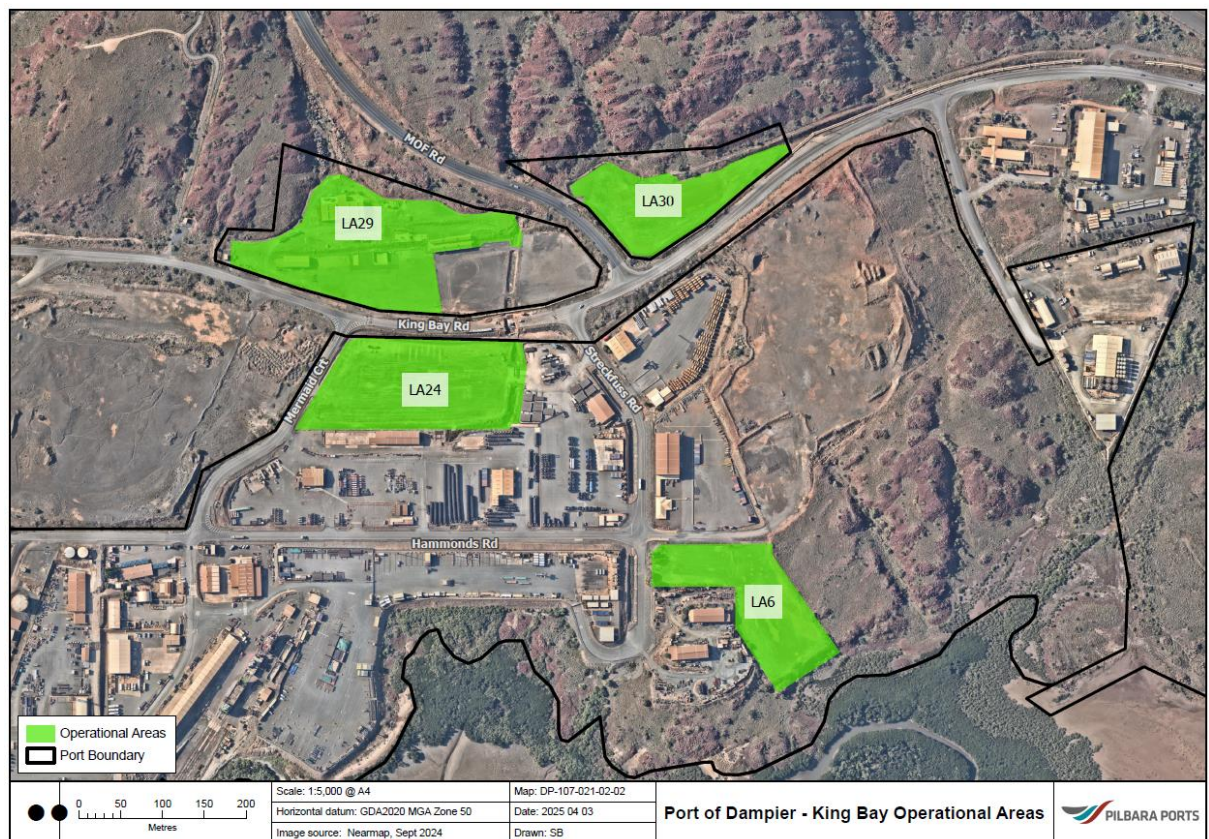 MOF Rd
LA30
LA29
King Bay Rd
Streckfuss Rd
Mermaid Crt
LA24
Hammonds Rd
LA6
Operational Areas
Port Boundary
0 50 100 150 200
Metres
Scale: 1:5,000 @ A4
Horizontal datum: GDA2020 MGA Zone 50
Image source: Nearmap, Sept 2024
Map: DP-107-021-02-02
Date: 2025 04 03
Drawn: SB
Port of Dampier - King Bay Operational Areas
PILBARA PORTS